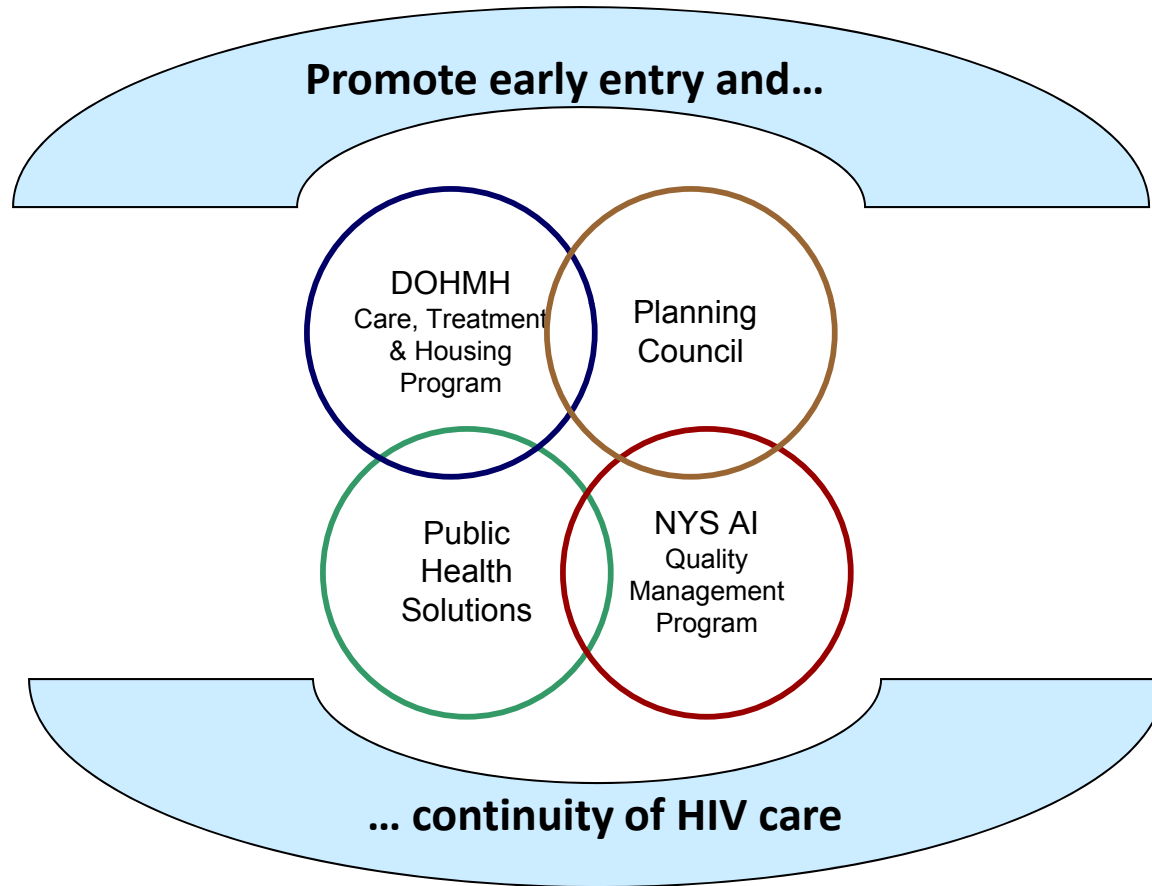 Promote early entry and…
DOHMH
Care, Treatment
& Housing
Program
Planning
Council
Public
Health
Solutions
NYS AI
Quality
Management
Program
… continuity of HIV care